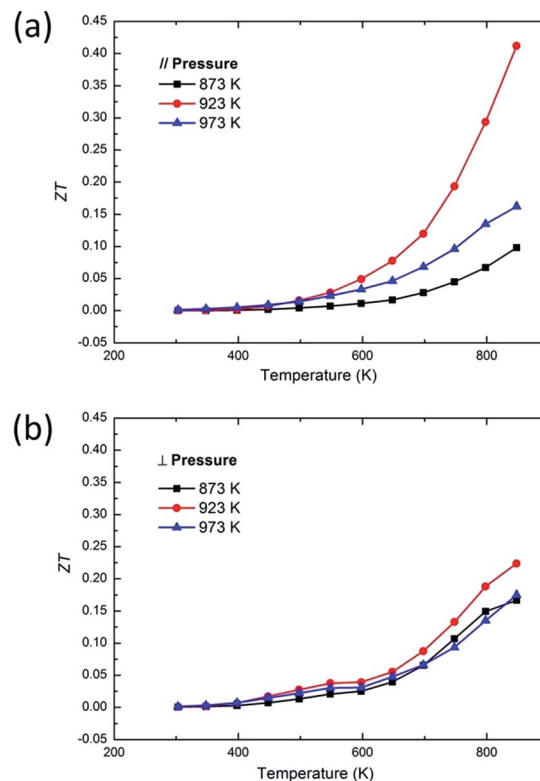 (a)
0.45
0.40
0.35
0.30
0.25
0.20
0.15
0.10
0.05
0.00
-0.05
ZT
// Pressure
873 K
923 K
973 K
200 400 600 800
Temperature (K)
(b)
0.45
0.40
0.35
0.30
0.25
0.20
0.15
0.10
0.05
0.00
-0.05
ZT
⊥ Pressure
873 K
923 K
973 K
200 400 600 800
Temperature (K)